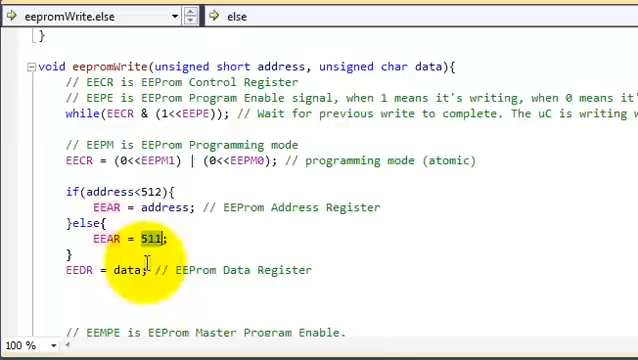 eepromWrite.else
else
}
void eepromWrite(unsigned short address, unsigned char data){
// EECR is EEProm Control Register
// EEPE is EEProm Program Enable signal, when 1 means it's writing, when 0 means it'
while(EECR & (1<<EEPE)); // Wait for previous write to complete. The uC is writing w
// EEPM is EEProm Programming mode
EECR = (0<<EEPM1) | (0<<EEPM0); // programming mode (atomic)
if(address<512){
EEAR = address; // EEProm Address Register
}else{
EEAR = 511;
}
EEDR = data; // EEProm Data Register
// EEMPE is EEProm Master Program Enable.
100 %